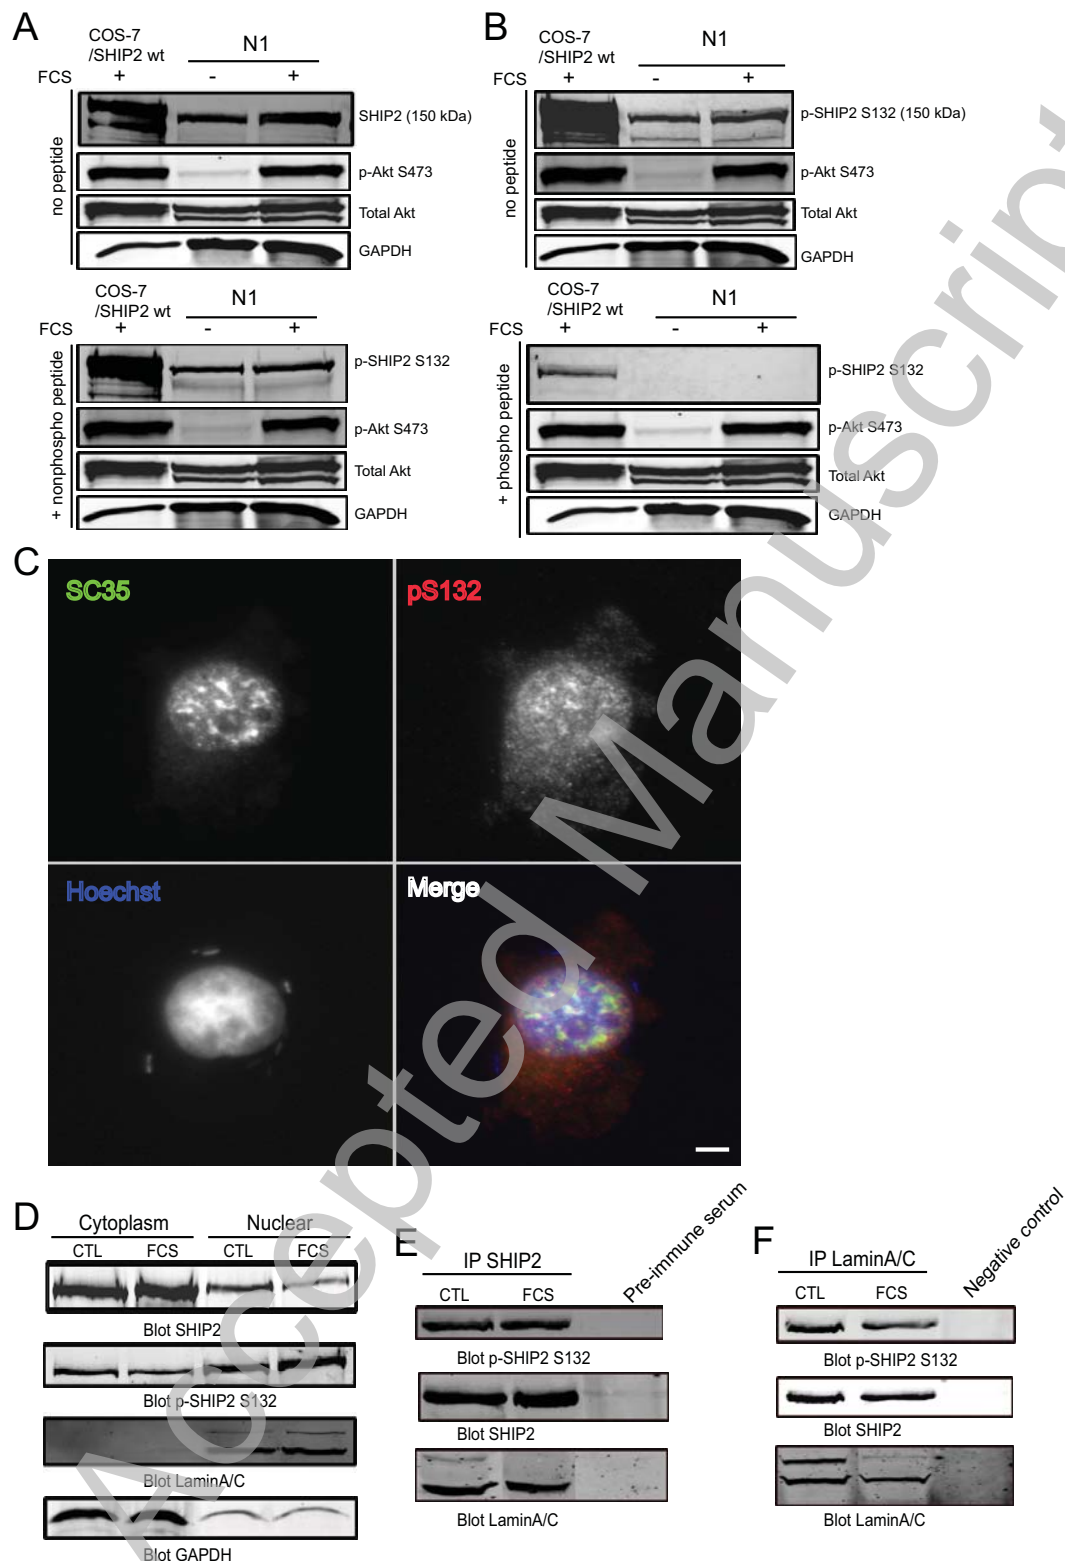 A
COS-7
/SHIP2 wt
N1
FCS
+
-
+
no peptide
SHIP2 (150 kDa)
p-Akt S473
Total Akt
GAPDH
COS-7
/SHIP2 wt
N1
FCS
+
-
+
+ nonphospho peptide
p-SHIP2 S132
p-Akt S473
Total Akt
GAPDH
B
COS-7
/SHIP2 wt
N1
FCS
+
-
+
no peptide
p-SHIP2 S132 (150 kDa)
p-Akt S473
Total Akt
GAPDH
COS-7
/SHIP2 wt
N1
FCS
+
-
+
+ phospho peptide
p-SHIP2 S132
p-Akt S473
Total Akt
GAPDH
C
SC35
pS132
Hoechst
Merge
D
Cytoplasm
Nuclear
CTL
FCS
CTL
FCS
Blot SHIP2
Blot p-SHIP2 S132
Blot LaminA/C
Blot GAPDH
E
IP SHIP2
Pre-immune serum
CTL
FCS
Blot p-SHIP2 S132
Blot SHIP2
Blot LaminA/C
F
IP LaminA/C
Negative control
CTL
FCS
Blot p-SHIP2 S132
Blot SHIP2
Blot LaminA/C
Accepted Manuscript